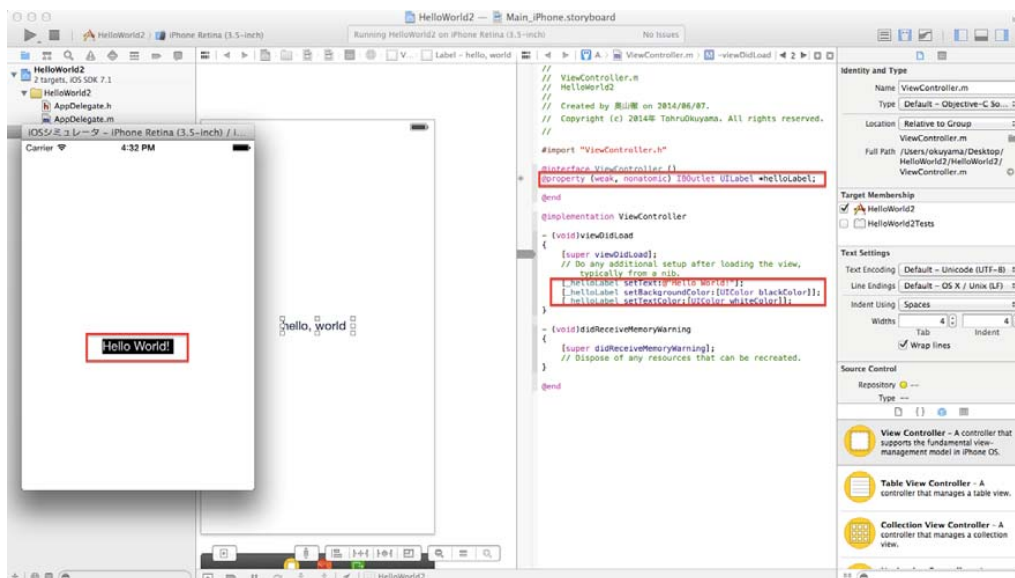 HelloWorld2 — Main_iPhone.storyboard
HelloWorld2 iPhone Retina (3.5-inch)
Running HelloWorld2 on iPhone Retina (3.5-inch)
No Issues
HelloWorld2
2 targets, iOS SDK 7.1
HelloWorld2
AppDelegate.h
AppDelegate.m
iOSシミュレータ - iPhone Retina (3.5-inch) / i...
Carrier
4:32 PM
Hello World!
V...
Label - hello, world
hello, world
A...
ViewController.m
-viewDidLoad
2
//
// ViewController.m
// HelloWorld2
//
// Created by 奥山樹 on 2014/06/07.
// Copyright (c) 2014年 TohruOkuyama. All rights reserved.
//
#import "ViewController.h"
@interface ViewController ()
@property (weak, nonatomic) IBOutlet UILabel *helloLabel;
@end
@implementation ViewController
- (void)viewDidLoad
{
[super viewDidLoad];
// Do any additional setup after loading the view,
typically from a nib.
[_helloLabel setText:@"Hello World!"];
[_helloLabel setBackgroundColor:[UIColor blackColor]];
[_helloLabel setTextColor:[UIColor whiteColor]];
}
- (void)didReceiveMemoryWarning
{
[super didReceiveMemoryWarning];
// Dispose of any resources that can be recreated.
}
@end
Identity and Type
Name ViewController.m
Type Default - Objective-C So...
Location Relative to Group
ViewController.m
Full Path /Users/okuyama/Desktop/
HelloWorld2/HelloWorld2/
ViewController.m
Target Membership
HelloWorld2
HelloWorld2Tests
Text Settings
Text Encoding Default - Unicode (UTF-8)
Line Endings Default - OS X / Unix (LF)
Indent Using Spaces
Widths 4 4
Tab Indent
Wrap lines
Source Control
Repository --
Type --
View Controller - A controller that
supports the fundamental view-
management model in iPhone OS.
Table View Controller - A
controller that manages a table view.
Collection View Controller - A
controller that manages a collection
view.
HelloWorld2